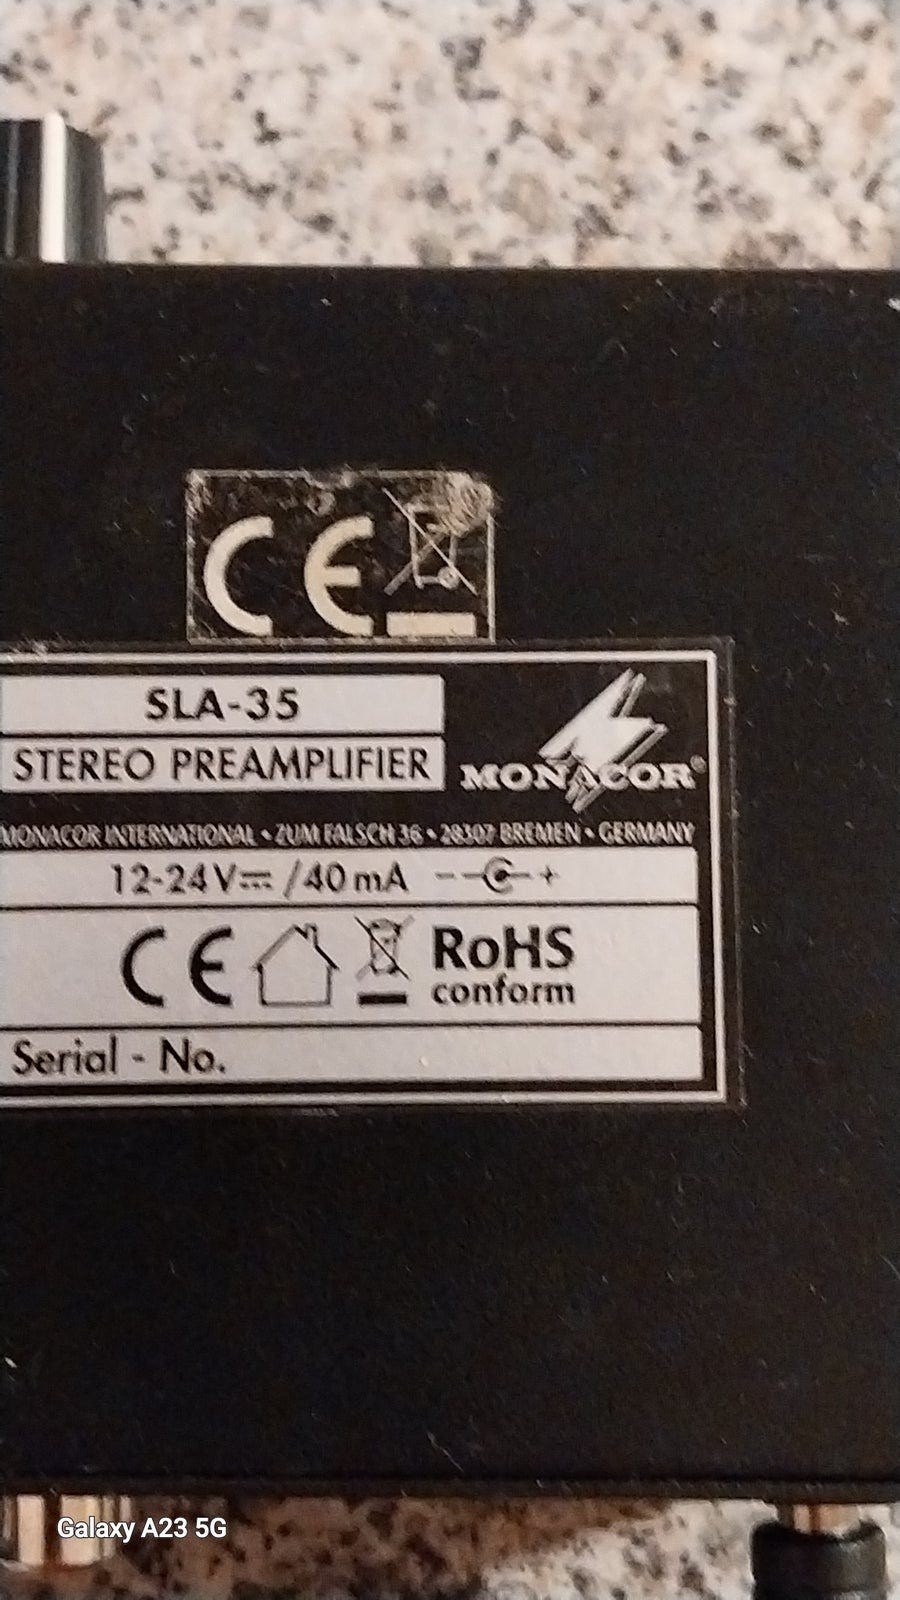 CE
SLA-35
STEREO PREAMPLIFIER
MONACOR®
MONACOR INTERNATIONAL • ZUM FALSCH 36 • 28307 BREMEN • GERMANY
12-24 V⎓ /40 mA - +
CE RoHS
conform
Serial - No.
Galaxy A23 5G